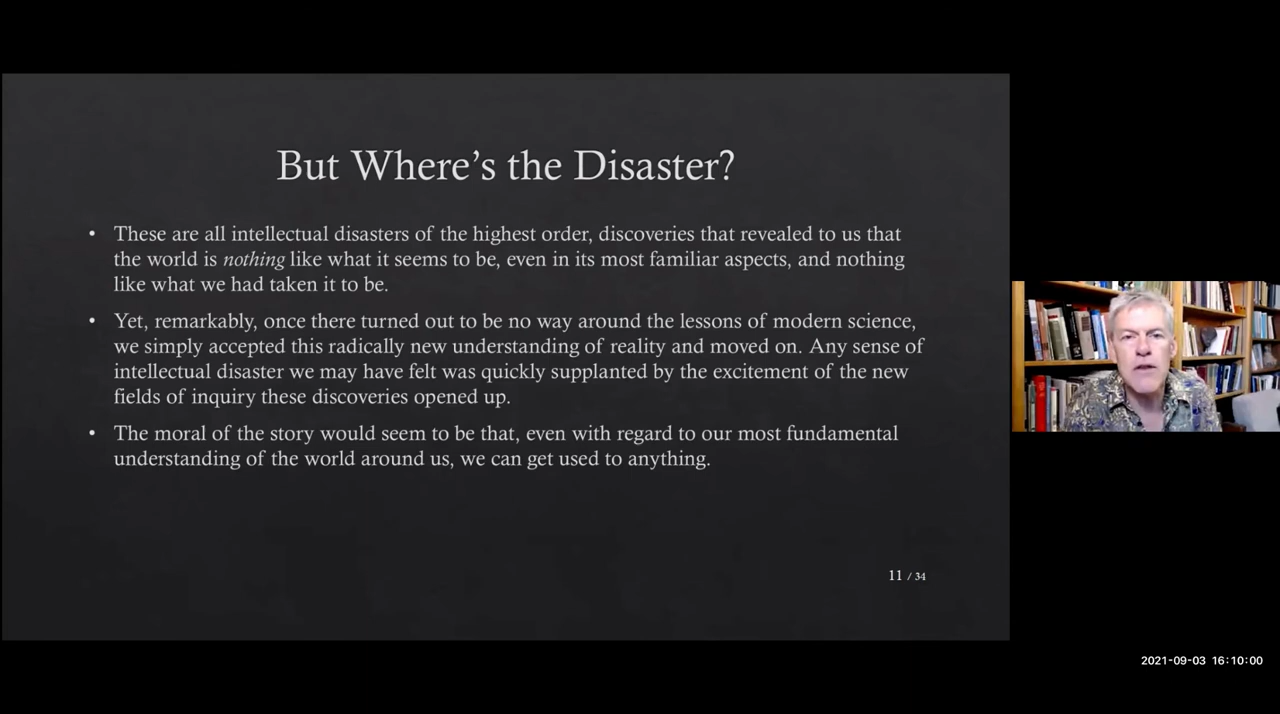 But Where's the Disaster?
• These are all intellectual disasters of the highest order, discoveries that revealed to us that
the world is nothing like what it seems to be, even in its most familiar aspects, and nothing
like what we had taken it to be.
• Yet, remarkably, once there turned out to be no way around the lessons of modern science,
we simply accepted this radically new understanding of reality and moved on. Any sense of
intellectual disaster we may have felt was quickly supplanted by the excitement of the new
fields of inquiry these discoveries opened up.
• The moral of the story would seem to be that, even with regard to our most fundamental
understanding of the world around us, we can get used to anything.
11 / 34
2021-09-03 16:10:00